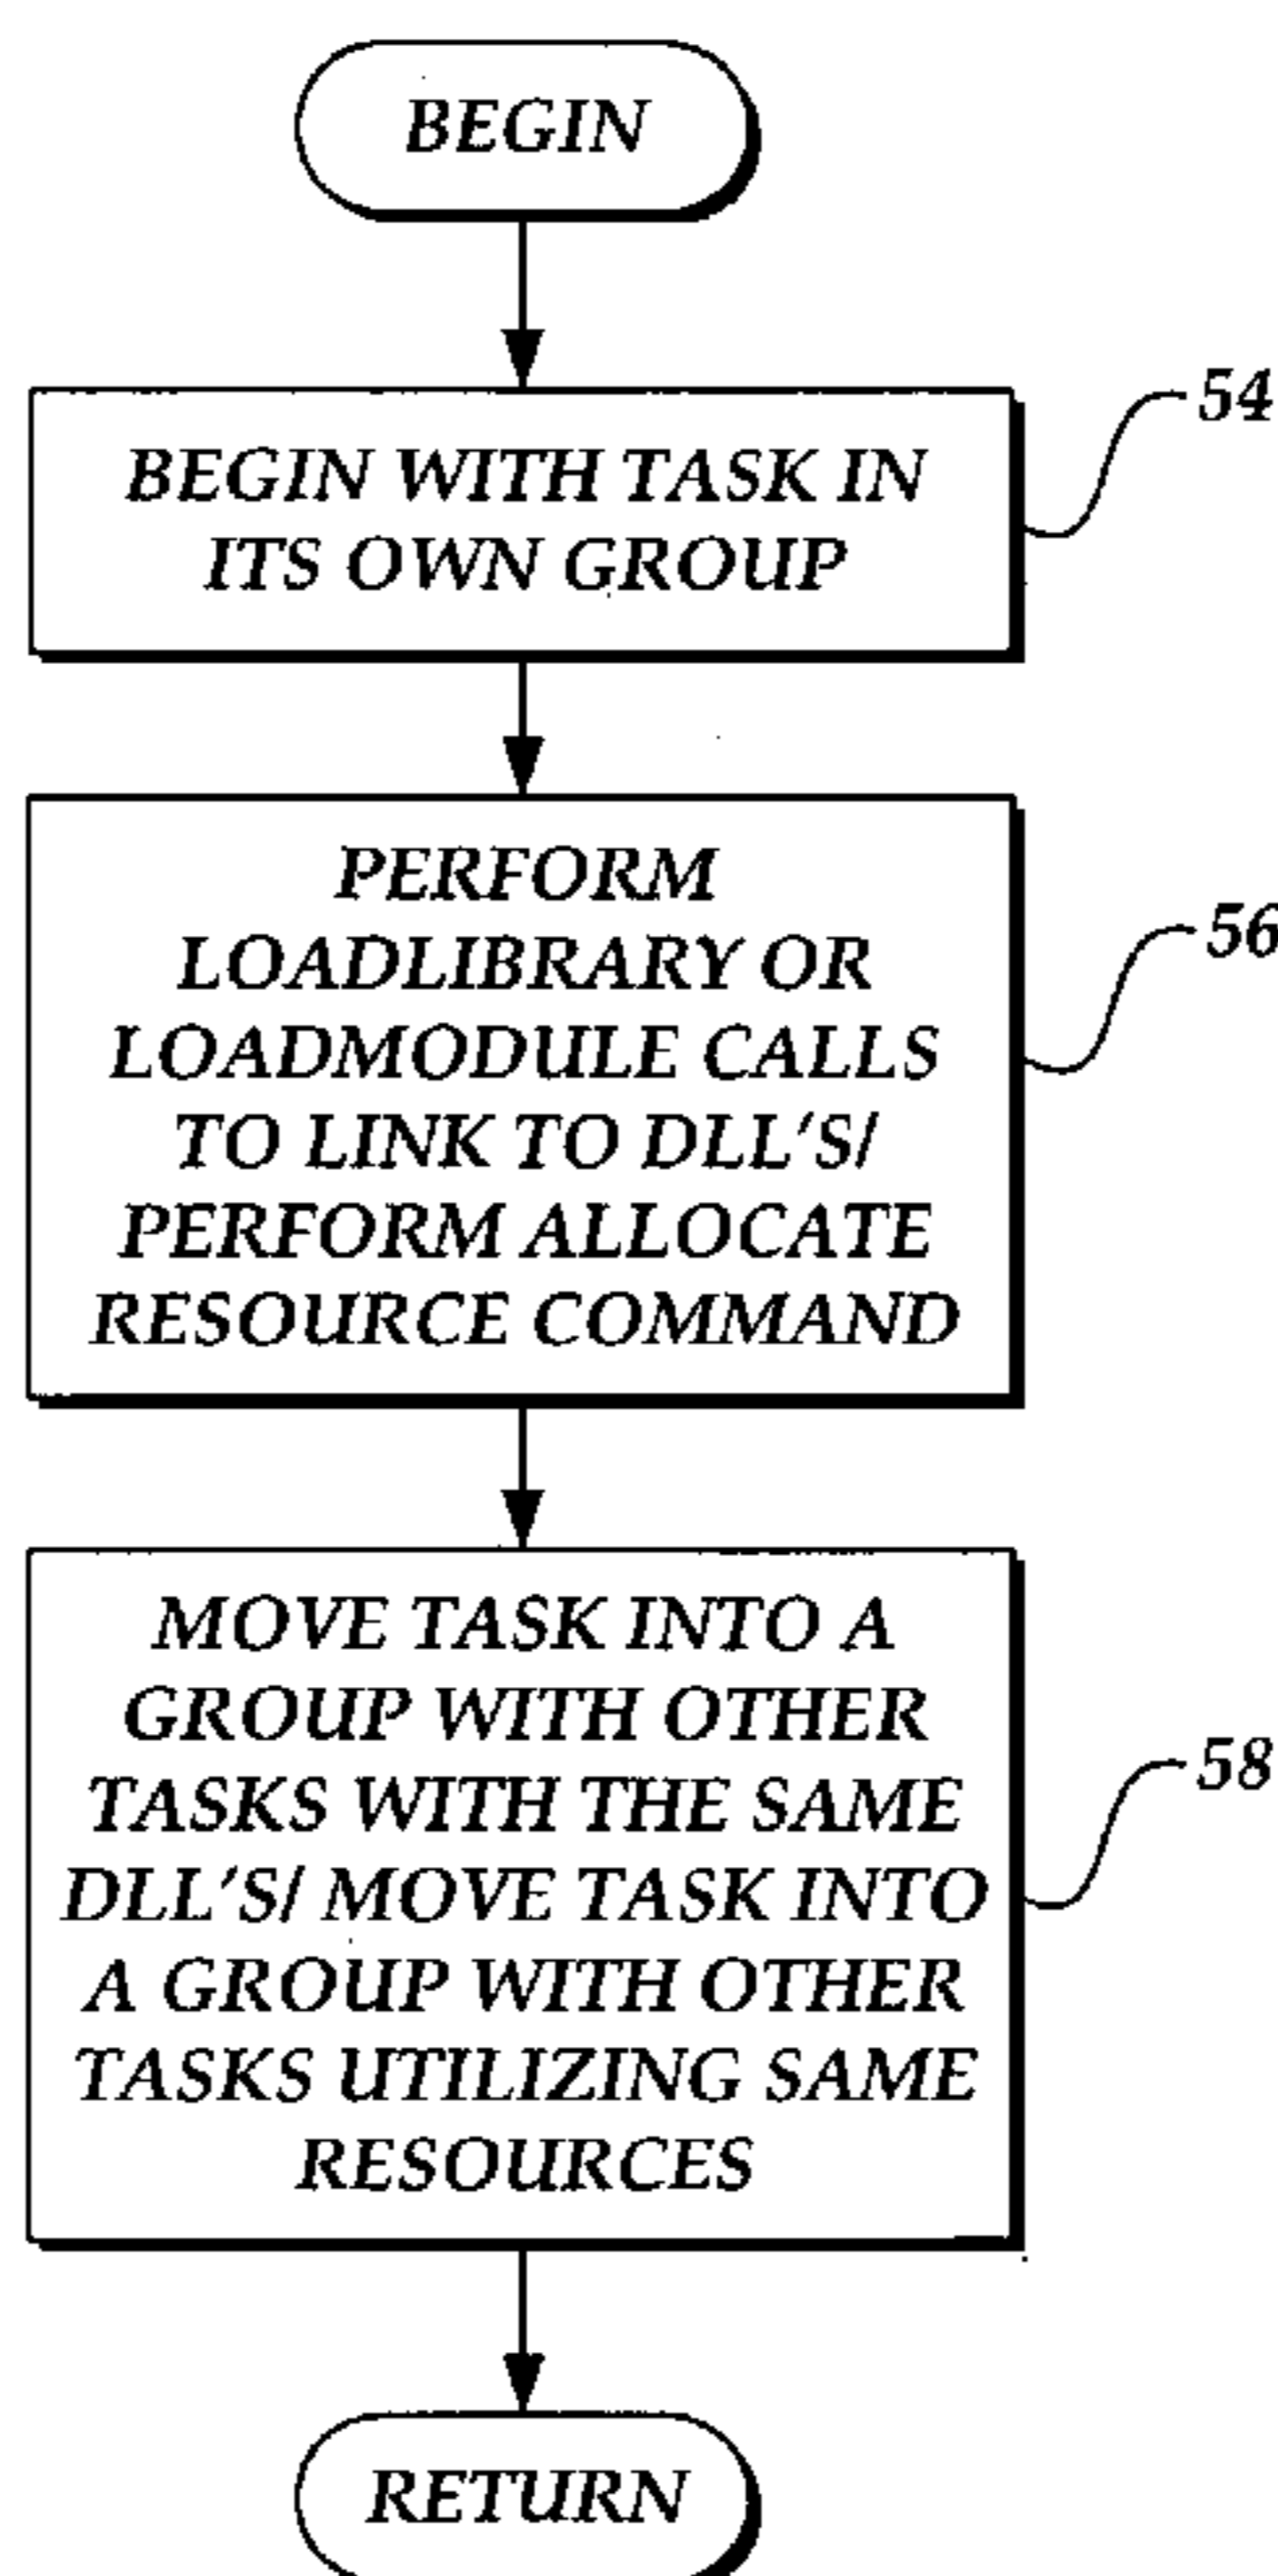 BEGIN
BEGIN WITH TASK IN
ITS OWN GROUP
54
PERFORM
LOADLIBRARY OR
LOADMODULE CALLS
TO LINK TO DLL'S/
PERFORM ALLOCATE
RESOURCE COMMAND
56
MOVE TASK INTO A
GROUP WITH OTHER
TASKS WITH THE SAME
DLL'S/ MOVE TASK INTO
A GROUP WITH OTHER
TASKS UTILIZING SAME
RESOURCES
58
RETURN